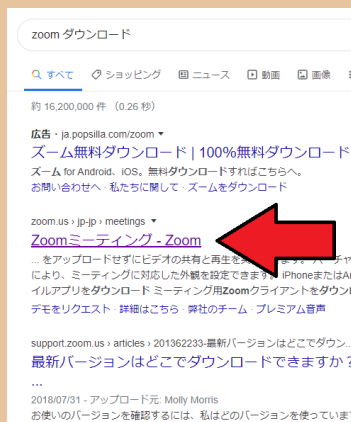 zoom ダウンロード
すべて ショッピング ニュース 動画 画像
約 16,200,000 件 （0.26 秒）
広告 · ja.popsilla.com/zoom ▼
ズーム無料ダウンロード | 100%無料ダウンロード
ズーム for Android、iOS。無料ダウンロードすればこちらへ。
お問い合わせへ · 私たちに関して · ズームをダウンロード
zoom.us › jp-jp › meetings ▼
Zoomミーティング - Zoom
... をアップロードせずにビデオの共有と再生を
により、ミーティングに対応した外観を設定できます。 iPhoneまたは
イルアプリをダウンロード ミーティング用Zoomクライアントをダウン
デモをリクエスト · 詳細はこちら · 弊社のチーム · プレミアム音声
support.zoom.us › articles › 201362233-最新バージョンはどこでダウン...
最新バージョンはどこでダウンロードできますか？
...
2018/07/31 - アップロード元: Molly Morris
お使いのバージョンを確認するには、私はどのバージョンを使っていま